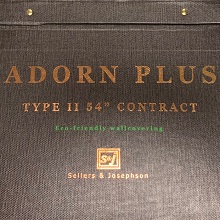 ADORN PLUS
TYPE II 54" CONTRACT
Eco-friendly wallcovering
S&J
Sellers & Josephson